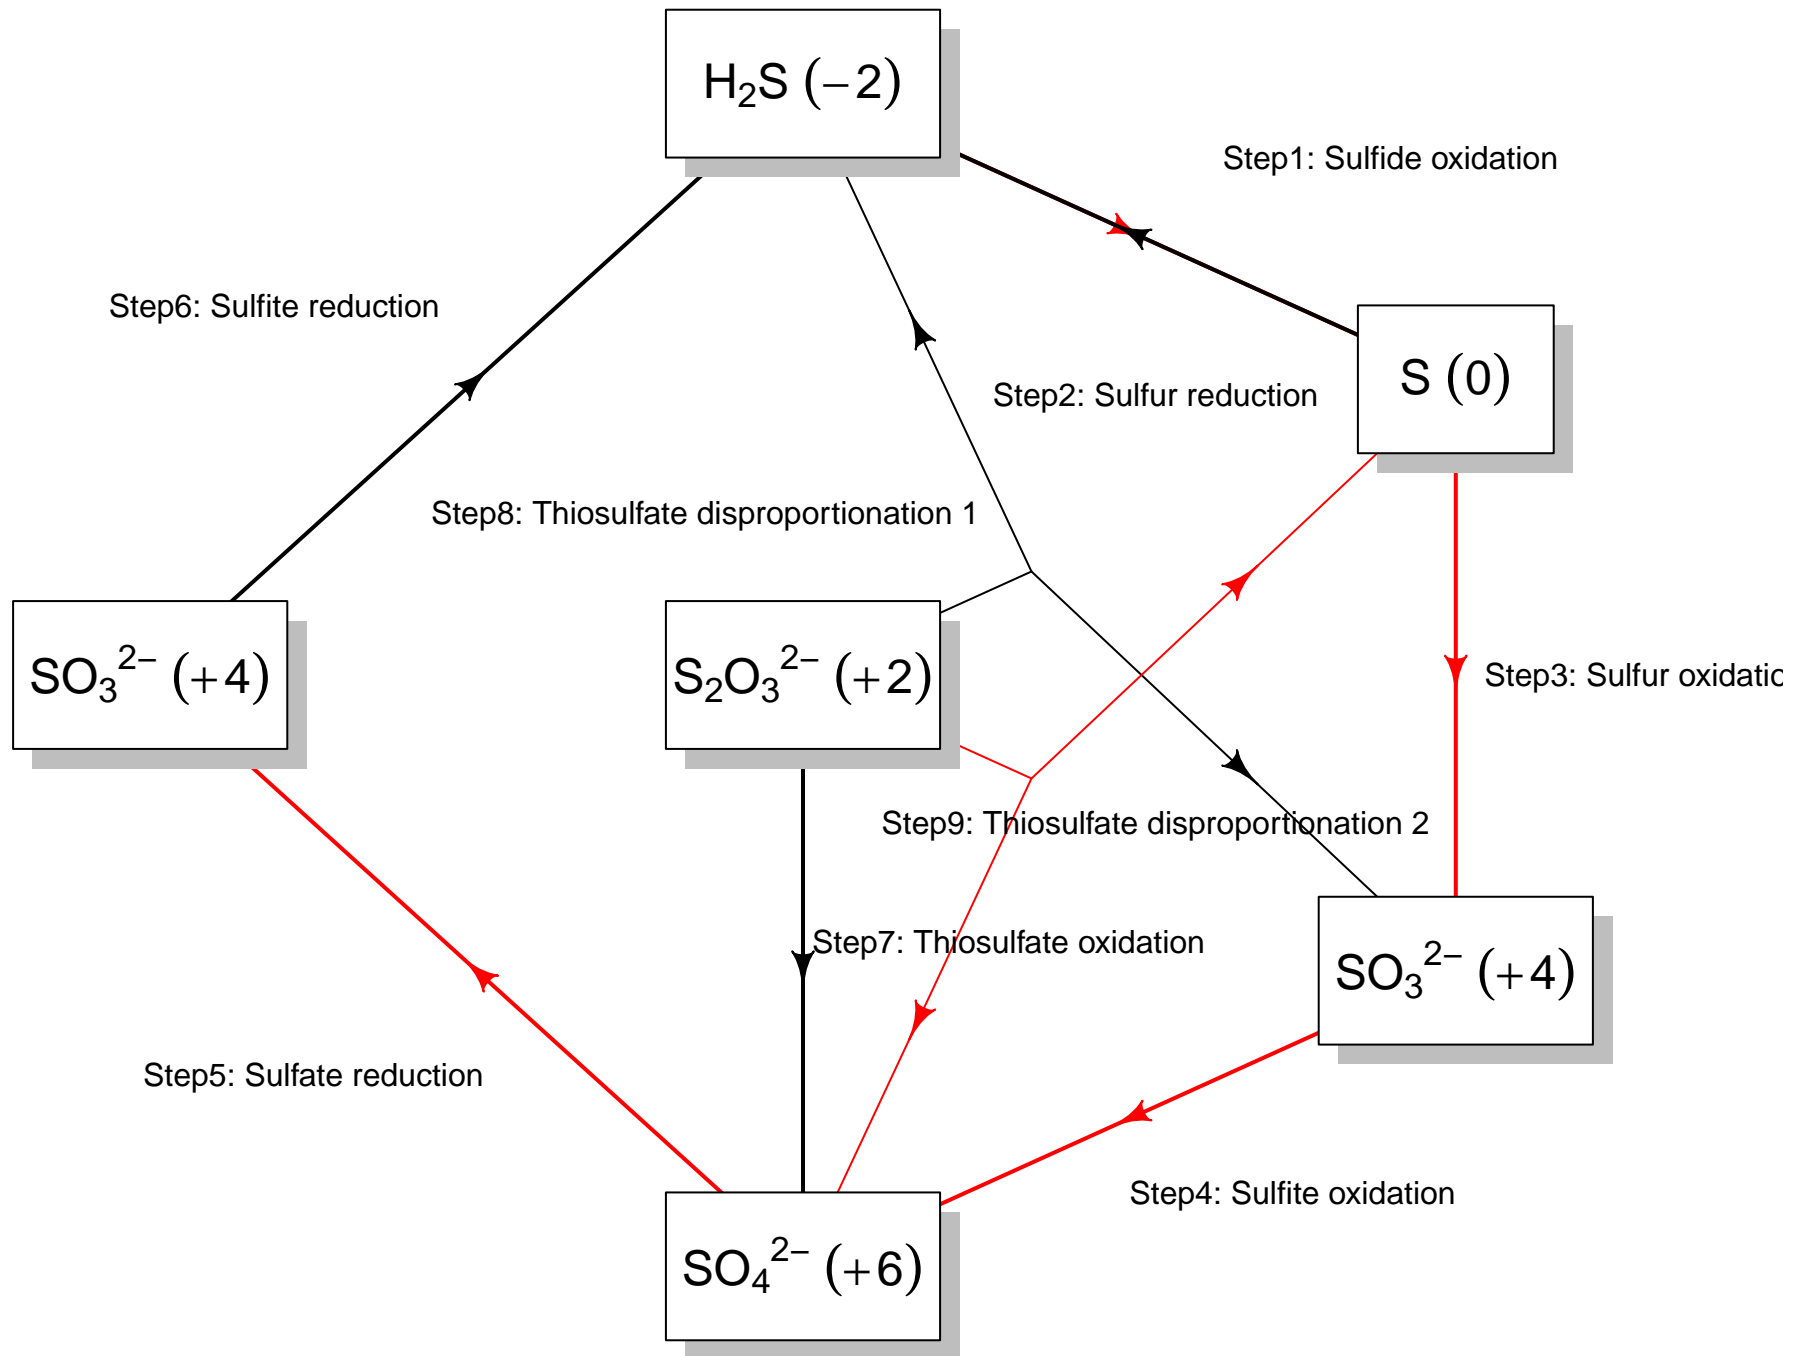 H₂S (−2)
Step1: Sulfide oxidation
Step6: Sulfite reduction
S (0)
Step2: Sulfur reduction
Step8: Thiosulfate disproportionation 1
SO₃²⁻ (+4)
S₂O₃²⁻ (+2)
Step3: Sulfur oxidatic
Step9: Thiosulfate disproportionation 2
Step7: Thiosulfate oxidation
SO₃²⁻ (+4)
Step5: Sulfate reduction
Step4: Sulfite oxidation
SO₄²⁻ (+6)